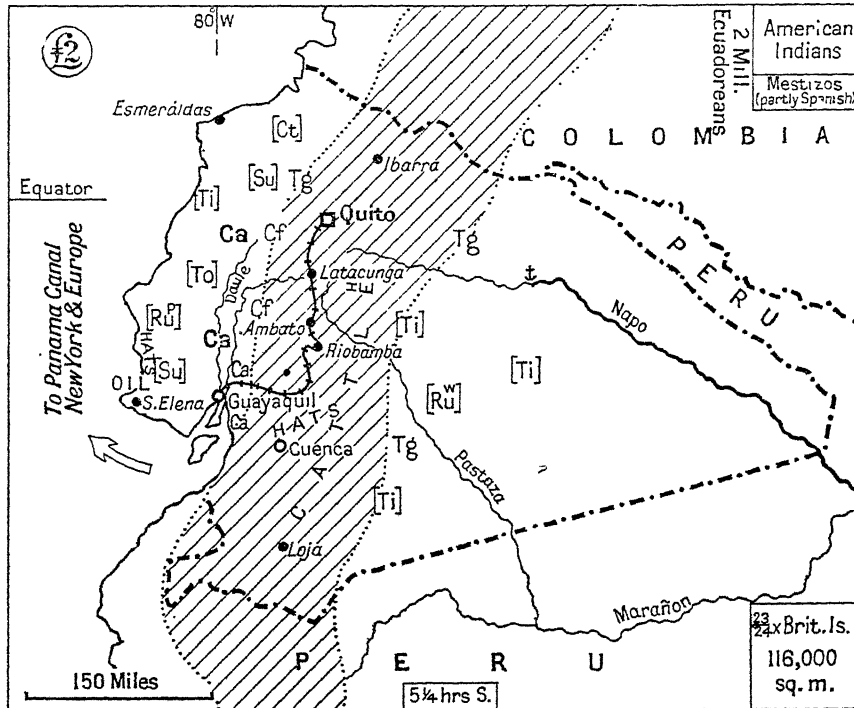 80° W
£2
2 Mill.
Ecuadoreans
American
Indians
Mestizos
(partly Spanish)
Esmeráldas
[Ct]
COLOMBIA
Ibarra
Equator
[Ti]
[Su]
Tg
Quito
Ca
Cf
Tg
PERU
[To]
Daule
Latacunga
Napo
[Ru^P]
Cf
Ambato
[Ti]
HATS
Ca
Riobamba
[Ti]
[Su]
Ca
[Ru^W]
OIL
S.Elena
Guayaquil
Ca
HATS
CATTLE
To Panama Canal
New York & Europe
Cuenca
Tg
Pastaza
[Ti]
Loja
Marañon
PERU
150 Miles
5¼ hrs S.
23/24 x Brit. Is.
116,000
sq. m.